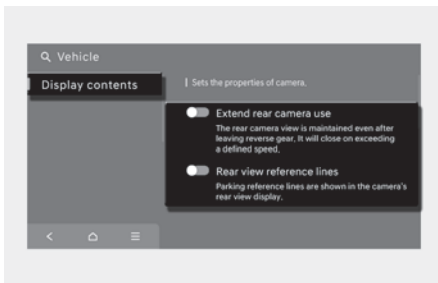 Vehicle
Display contents
Sets the properties of camera.
Extend rear camera use
The rear camera view is maintained even after
leaving reverse gear. It will close on exceeding
a defined speed.
Rear view reference lines
Parking reference lines are shown in the camera's
rear view display.